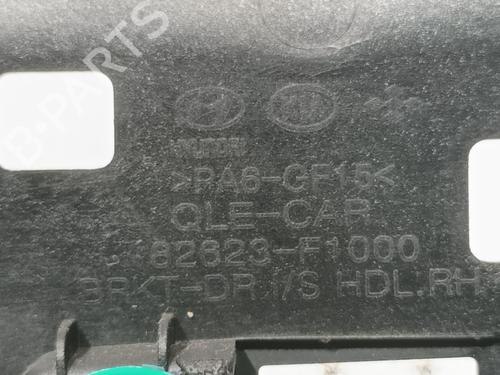 B-PARTS
HYUNDAI
>PA6-GF15<
QLE-CAR
82623-F1000
BRKT-DR I/S HDL.RH